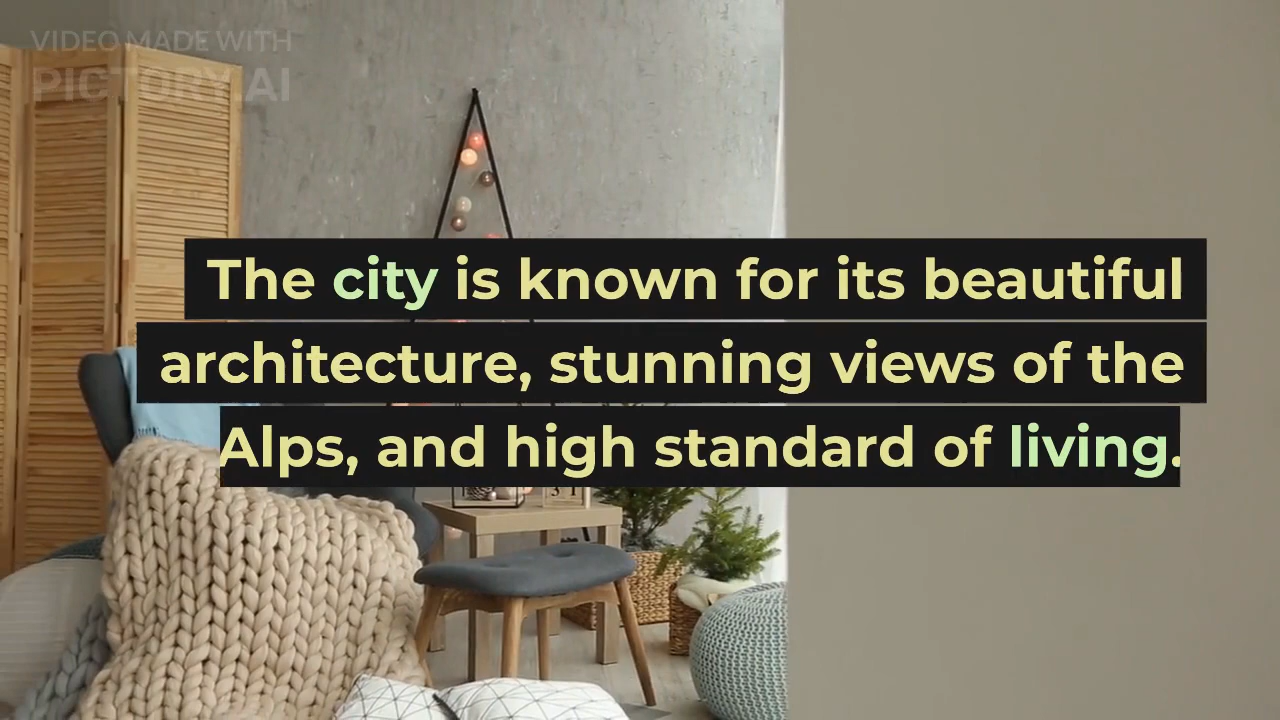 VIDEO MADE WITH
PICTORY.AI
The city is known for its beautiful
architecture, stunning views of the
Alps, and high standard of living.
31